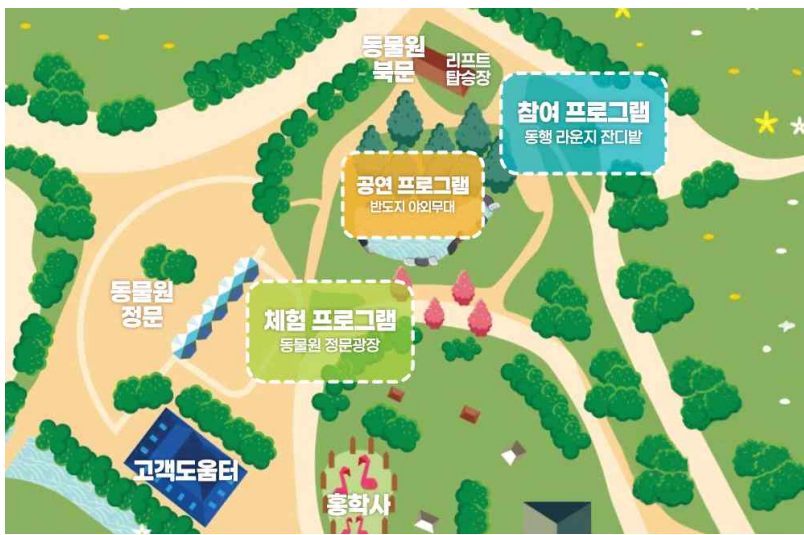 동물원
북문
리프트
탑승장
참여 프로그램
동행 라운지 잔디밭
공연 프로그램
반도지 야외무대
동물원
정문
체험 프로그램
동물원 정문광장
고객도움터
홍학사